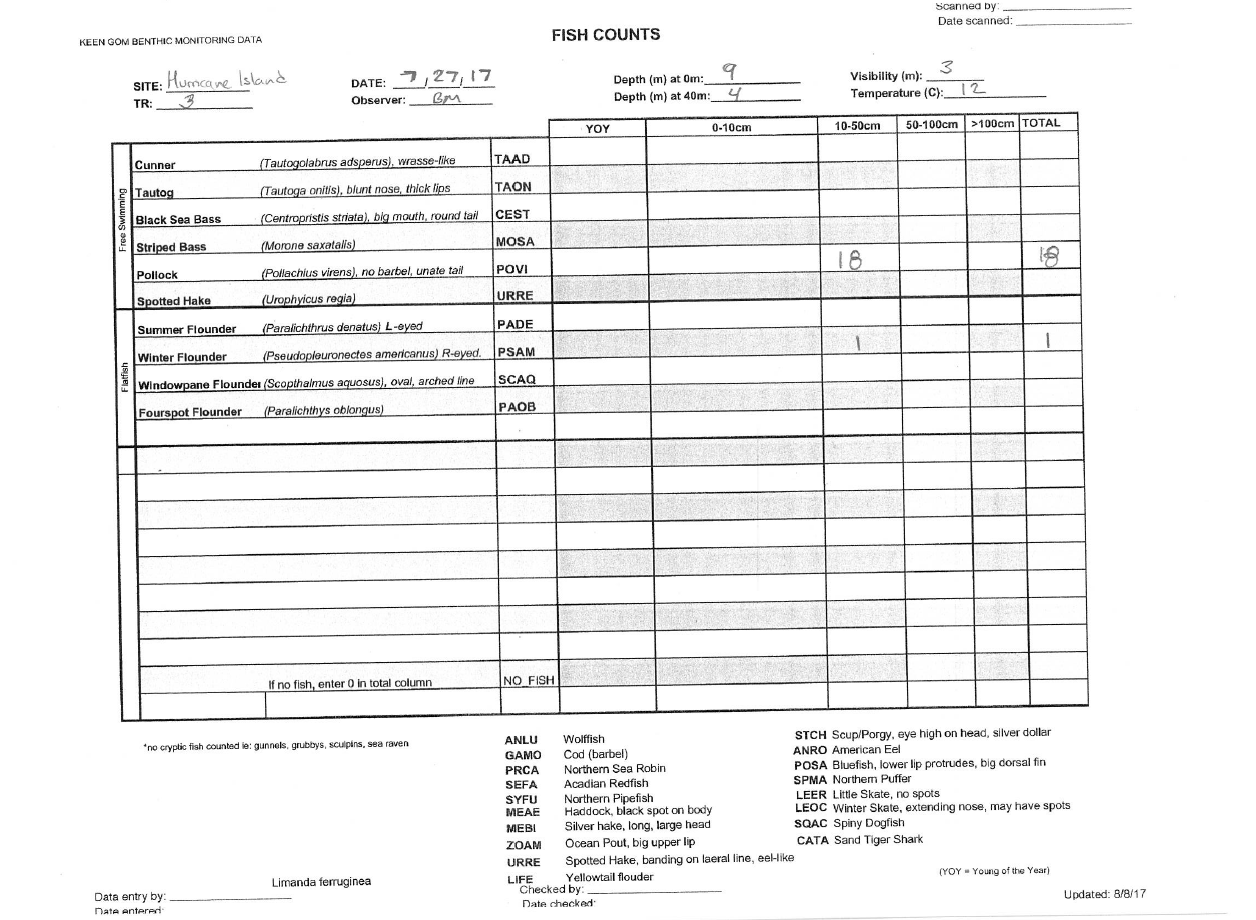 Scanned by:
Date scanned:
KEEN GOM BENTHIC MONITORING DATA
FISH COUNTS
SITE: Hurricane Island DATE: 7/27/17 Depth (m) at 0m: 9 Visibility (m): 3
TR: 3 Observer: BM Depth (m) at 40m: 4 Temperature (C): 12
YOY 0-10cm 10-50cm 50-100cm >100cm TOTAL
Free Swimming
Cunner (Tautogolabrus adsperus), wrasse-like TAAD
Tautog (Tautoga onitis), blunt nose, thick lips TAON
Black Sea Bass (Centropristis striata), big mouth, round tail CEST
Striped Bass (Morone saxatalis) MOSA
Pollock (Pollachius virens), no barbel, unate tail POVI 18 18
Spotted Hake (Urophyicus regia) URRE
Flatfish
Summer Flounder (Paralichthrus denatus) L-eyed PADE
Winter Flounder (Pseudopleuronectes americanus) R-eyed. PSAM 1 1
Windowpane Flounder (Scopthalmus aquosus), oval, arched line SCAQ
Fourspot Flounder (Paralichthys oblongus) PAOB
If no fish, enter 0 in total column NO_FISH
*no cryptic fish counted ie: gunnels, grubbys, sculpins, sea raven
ANLU Wolffish
GAMO Cod (barbel)
PRCA Northern Sea Robin
SEFA Acadian Redfish
SYFU Northern Pipefish
MEAE Haddock, black spot on body
MEBI Silver hake, long, large head
ZOAM Ocean Pout, big upper lip
URRE Spotted Hake, banding on laeral line, eel-like
LIFE Yellowtail flouder
STCH Scup/Porgy, eye high on head, silver dollar
ANRO American Eel
POSA Bluefish, lower lip protrudes, big dorsal fin
SPMA Northern Puffer
LEER Little Skate, no spots
LEOC Winter Skate, extending nose, may have spots
SQAC Spiny Dogfish
CATA Sand Tiger Shark
(YOY = Young of the Year)
Limanda ferruginea
Data entry by: Checked by: Updated: 8/8/17
Date entered: Date checked: